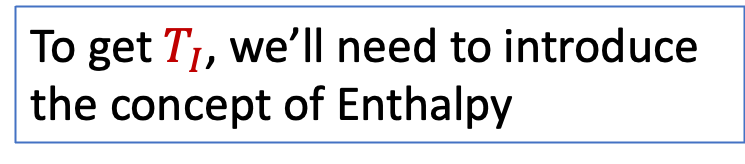 To get T_I, we'll need to introduce
the concept of Enthalpy